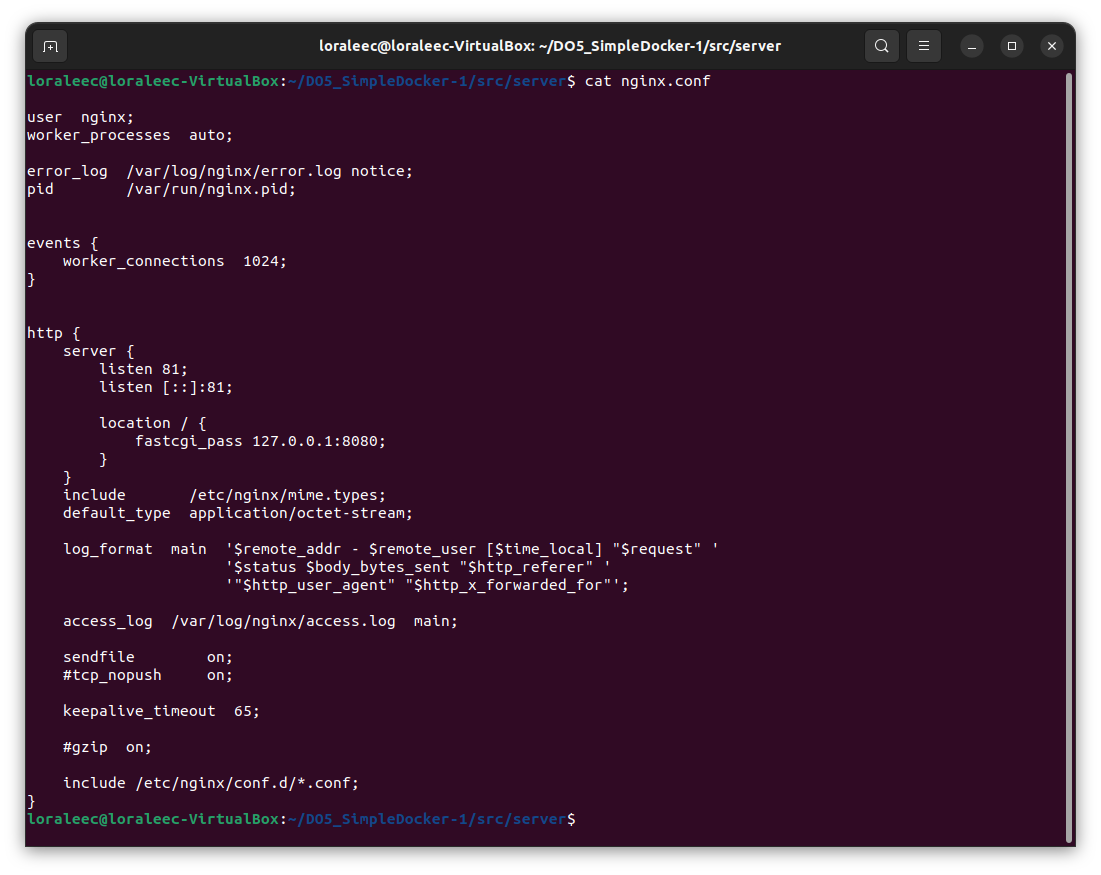 loraleec@loraleec-VirtualBox: ~/DO5_SimpleDocker-1/src/server
loraleec@loraleec-VirtualBox:~/DO5_SimpleDocker-1/src/server$ cat nginx.conf

user  nginx;
worker_processes  auto;

error_log  /var/log/nginx/error.log notice;
pid        /var/run/nginx.pid;


events {
    worker_connections  1024;
}


http {
    server {
        listen 81;
        listen [::]:81;

        location / {
            fastcgi_pass 127.0.0.1:8080;
        }
    }
    include       /etc/nginx/mime.types;
    default_type  application/octet-stream;

    log_format  main  '$remote_addr - $remote_user [$time_local] "$request" '
                      '$status $body_bytes_sent "$http_referer" '
                      '"$http_user_agent" "$http_x_forwarded_for"';

    access_log  /var/log/nginx/access.log  main;

    sendfile        on;
    #tcp_nopush     on;

    keepalive_timeout  65;

    #gzip  on;

    include /etc/nginx/conf.d/*.conf;
}
loraleec@loraleec-VirtualBox:~/DO5_SimpleDocker-1/src/server$